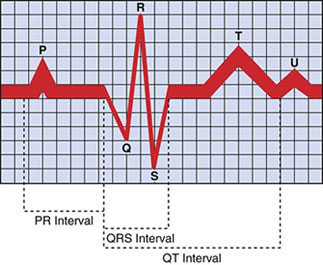 R
P
T
U
Q
S
PR Interval
QRS Interval
QT Interval